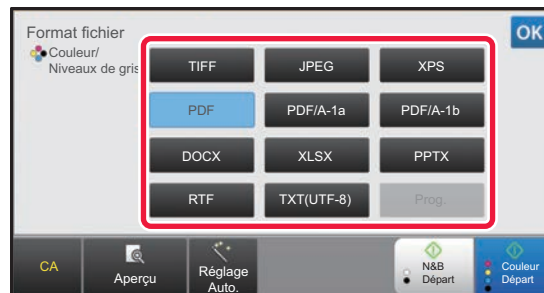 Format fichier
OK
Couleur/
Niveaux de gris
TIFF
JPEG
XPS
PDF
PDF/A-1a
PDF/A-1b
DOCX
XLSX
PPTX
RTF
TXT(UTF-8)
Prog.
CA
Aperçu
Réglage
Auto.
N&B
Départ
Couleur
Départ